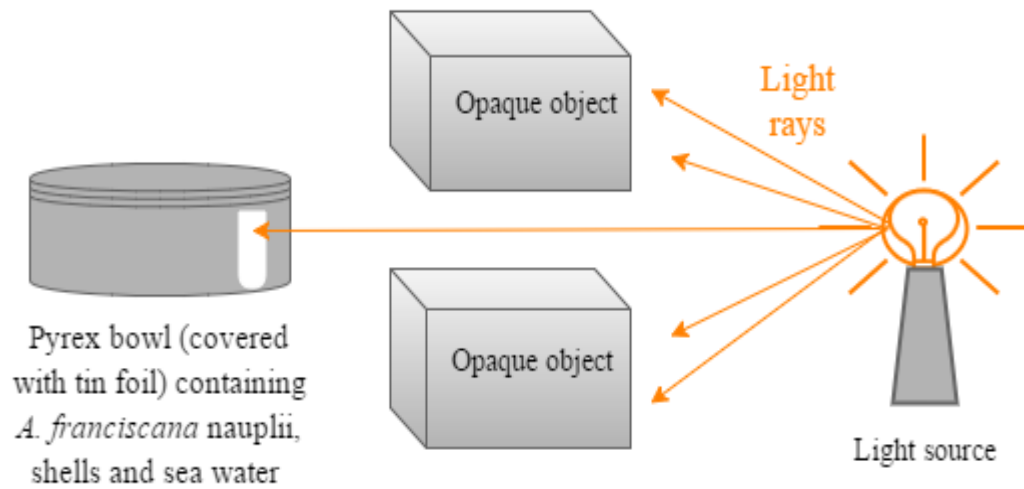 Opaque object
Light
rays
Opaque object
Pyrex bowl (covered
with tin foil) containing
A. franciscana nauplii,
shells and sea water
Light source